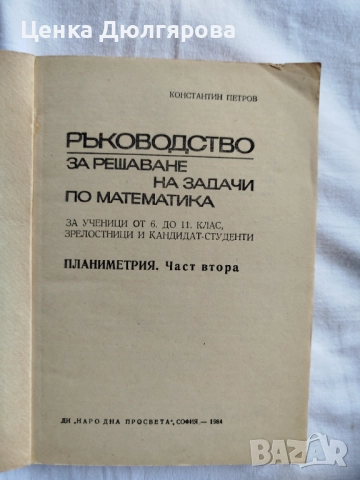 Ценка Дюлгярова
КОНСТАНТИН ПЕТРОВ
РЪКОВОДСТВО
ЗА РЕШАВАНЕ
НА ЗАДАЧИ
ПО МАТЕМАТИКА
ЗА УЧЕНИЦИ ОТ 6. ДО 11. КЛАС,
ЗРЕЛОСТНИЦИ И КАНДИДАТ-СТУДЕНТИ
ПЛАНИМЕТРИЯ. Част втора
ДИ „НАРОДНА ПРОСВЕТА", СОФИЯ — 1984
BAZAR